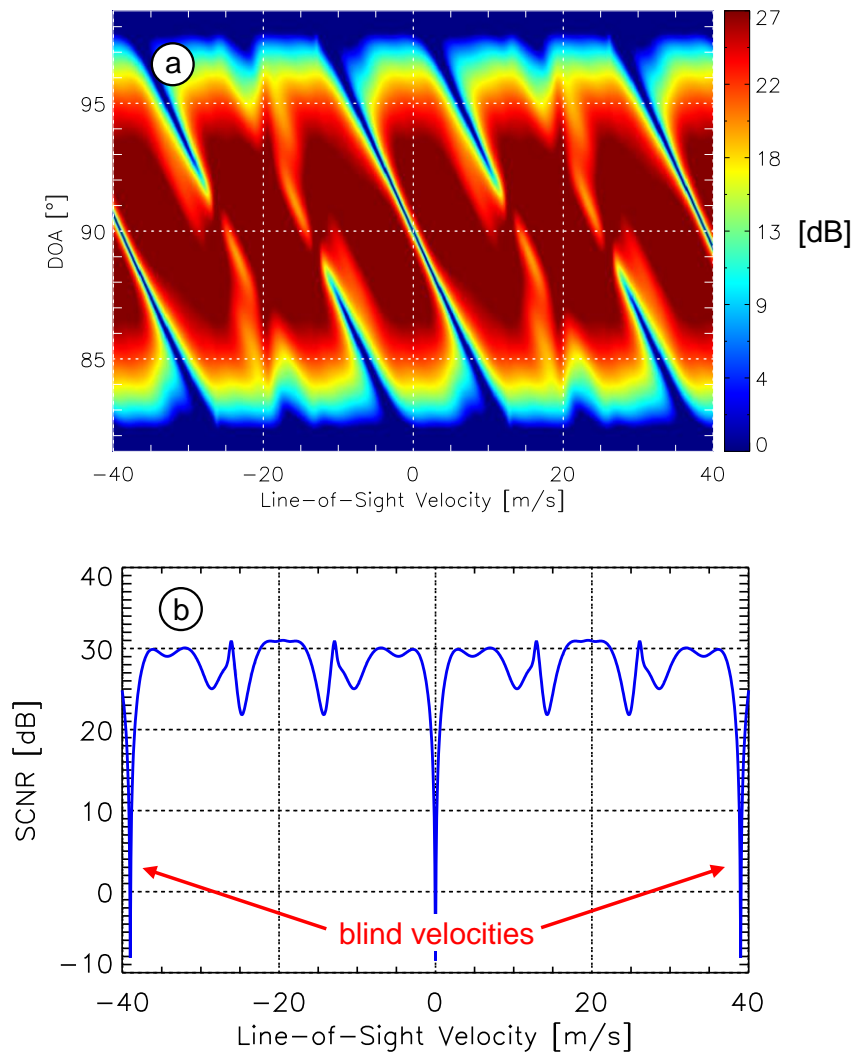 a
27
22
18
13
9
4
0
[dB]
95
90
85
DOA [°]
−40 −20 0 20 40
Line−of−Sight Velocity [m/s]
b
40
30
20
10
0
−10
SCNR [dB]
blind velocities
−40 −20 0 20 40
Line−of−Sight Velocity [m/s]